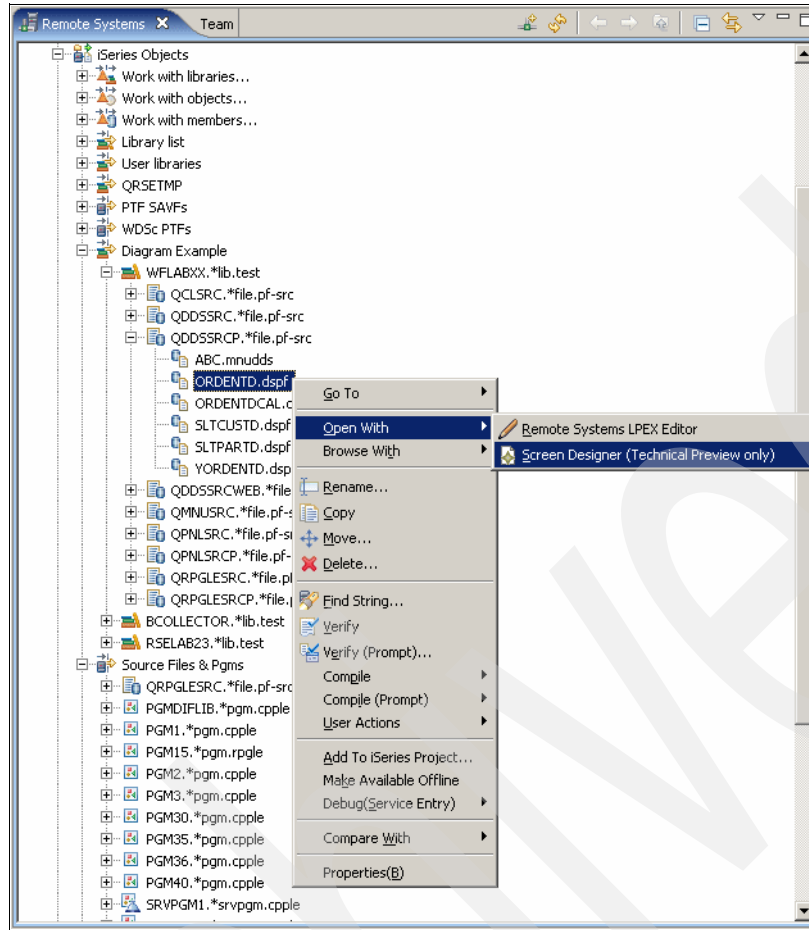 Remote Systems
Team
iSeries Objects
Work with libraries...
Work with objects...
Work with members...
Library list
User libraries
QRSETMP
PTF SAVFs
WDSc PTFs
Diagram Example
WFLABXX.*lib.test
QCLSRC.*file.pf-src
QDDSSRC.*file.pf-src
QDDSSRCP.*file.pf-src
ABC.mnudds
ORDENTD.dspf
ORDENTDCAL.
SLTCUSTD.dspf
SLTPARTD.dspf
YORDENTD.dsp
QDDSSRCWEB.*file
QMNUSRC.*file.pf-s
QPNLSRC.*file.pf-s
QPNLSRCP.*file.pf-
QRPGLESRC.*file.p
QRPGLESRCP.*file.
BCOLLECTOR.*lib.test
RSELAB23.*lib.test
Source Files & Pgms
QRPGLESRC.*file.pf-src
PGMDIFLIB.*pgm.cpple
PGM1.*pgm.cpple
PGM15.*pgm.rpgle
PGM2.*pgm.cpple
PGM3.*pgm.cpple
PGM30.*pgm.cpple
PGM35.*pgm.cpple
PGM36.*pgm.cpple
PGM40.*pgm.cpple
SRVPGM1.*srvpgm.cpple
Go To
Open With
Browse With
Rename...
Copy
Move...
Delete...
Find String...
Verify
Verify (Prompt)...
Compile
Compile (Prompt)
User Actions
Add To iSeries Project...
Make Available Offline
Debug(Service Entry)
Compare With
Properties(B)
Remote Systems LPEX Editor
Screen Designer (Technical Preview only)